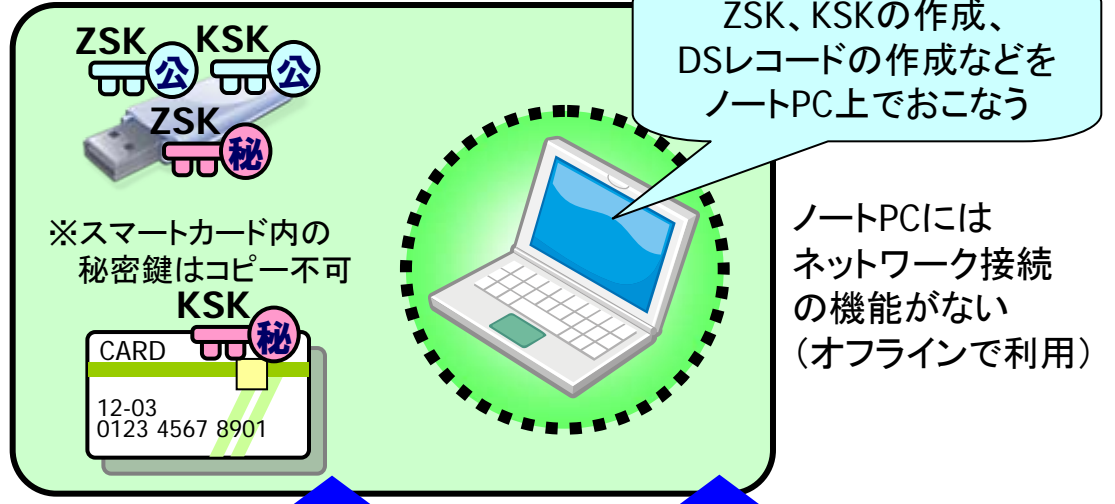 ZSK、KSKの作成、
DSレコードの作成などを
ノートPC上でおこなう
ZSK 公 KSK 公
ZSK 秘
※スマートカード内の
秘密鍵はコピー不可
KSK 秘
CARD
12-03
0123 4567 8901
ノートPCには
ネットワーク接続
の機能がない
（オフラインで利用）